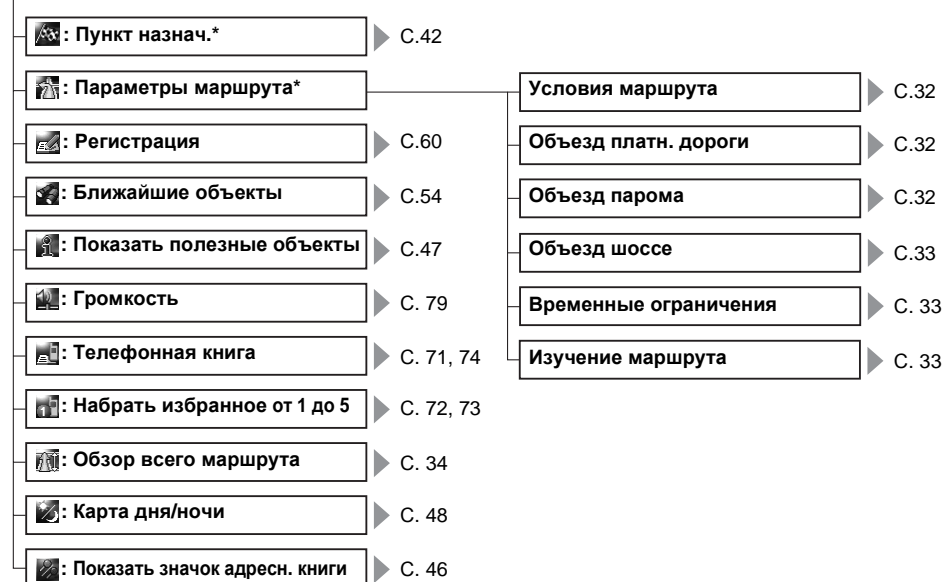 : Пункт назнач.* С.42
: Параметры маршрута* Условия маршрута С.32
: Регистрация С.60 Объезд платн. дороги С.32
: Ближайшие объекты С.54 Объезд парома С.32
: Показать полезные объекты С.47 Объезд шоссе С.33
: Громкость С. 79 Временные ограничения С. 33
: Телефонная книга С. 71, 74 Изучение маршрута С. 33
: Набрать избранное от 1 до 5 С. 72, 73
: Обзор всего маршрута С. 34
: Карта дня/ночи С. 48
: Показать значок адресн. книги С. 46